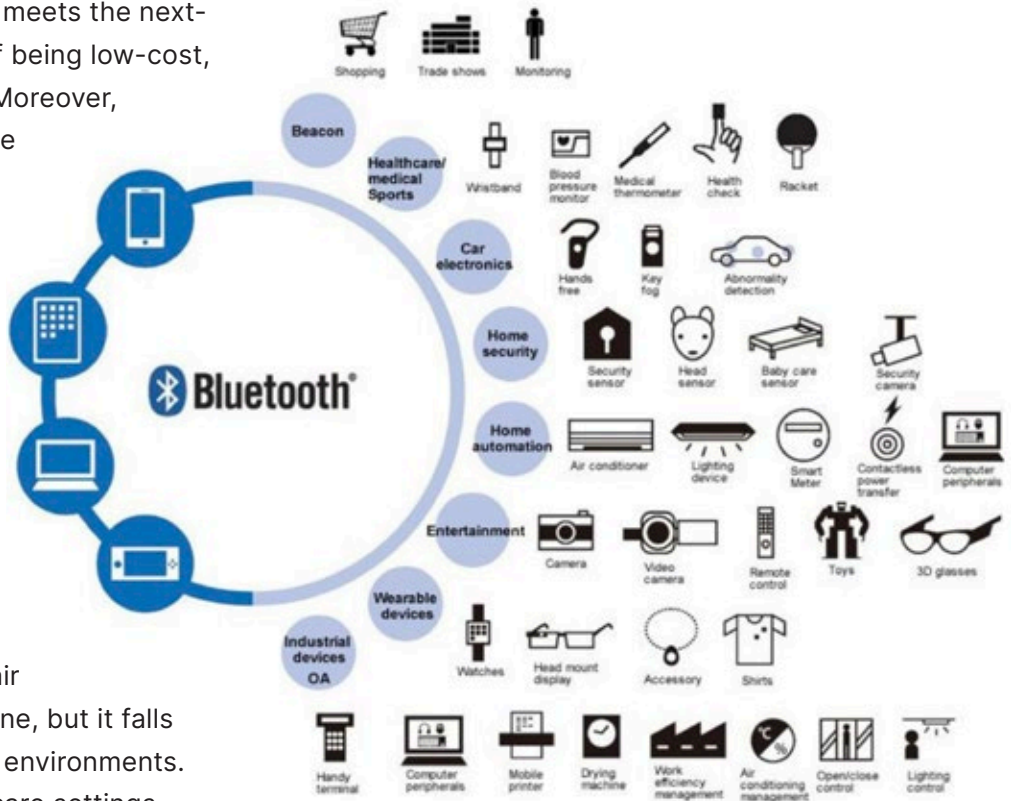 meets the next-
f being low-cost,
Moreover,
e
Shopping
Trade shows
Monitoring
Beacon
Healthcare/
medical
Sports
Wristband
Blood
pressure
monitor
Medical
thermometer
Health
check
Racket
Car
electronics
Hands
free
Key
fog
Abnormality
detection
Home
security
Security
sensor
Head
sensor
Baby care
sensor
Security
camera
Bluetooth®
Home
automation
Air conditioner
Lighting
device
Smart
Meter
Contactless
power
transfer
Computer
peripherals
Entertainment
Camera
Video
camera
Remote
control
Toys
3D glasses
Wearable
devices
Watches
Head mount
display
Accessory
Shirts
Industrial
devices
OA
Handy
terminal
Computer
peripherals
Mobile
printer
Drying
machine
Work
efficiency
management
Air
conditioning
management
°C
%
Open/close
control
Lighting
control
air
ne, but it falls
environments.
care settings